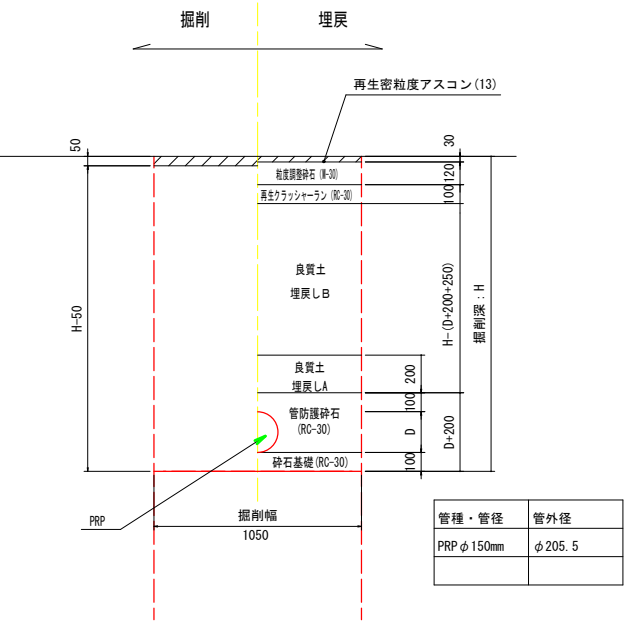 掘削
埋戻
再生密粒度アスコン(13)
50
30
粒度調整砕石 (M-30)
120
再生クラッシャーラン (RC-30)
100
良質土
埋戻しB
H-50
H-(D+200+250)
掘削深：H
良質土
埋戻しA
200
管防護砕石
(RC-30)
100
D
D+200
砕石基礎(RC-30)
100
PRP
掘削幅
1050
管種・管径 管外径
PRPφ150mm φ205.5